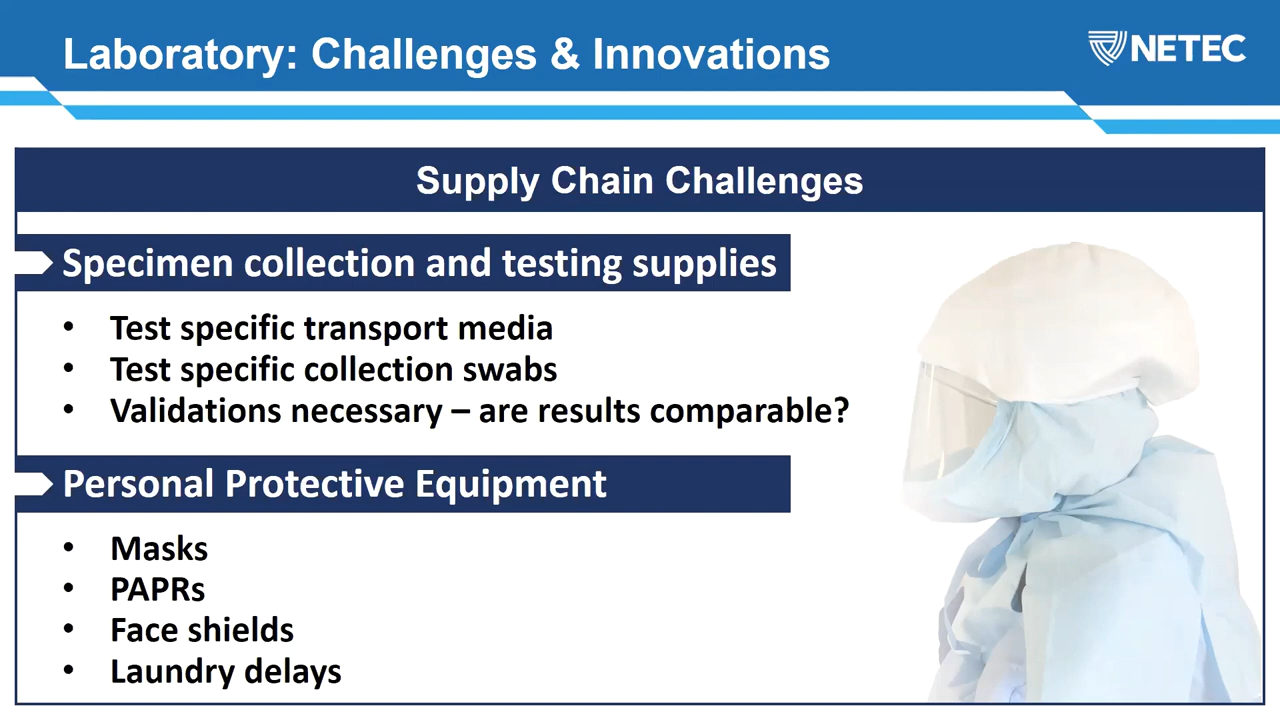 Laboratory: Challenges & Innovations
NETEC
Supply Chain Challenges
Specimen collection and testing supplies
• Test specific transport media
• Test specific collection swabs
• Validations necessary – are results comparable?
Personal Protective Equipment
• Masks
• PAPRs
• Face shields
• Laundry delays